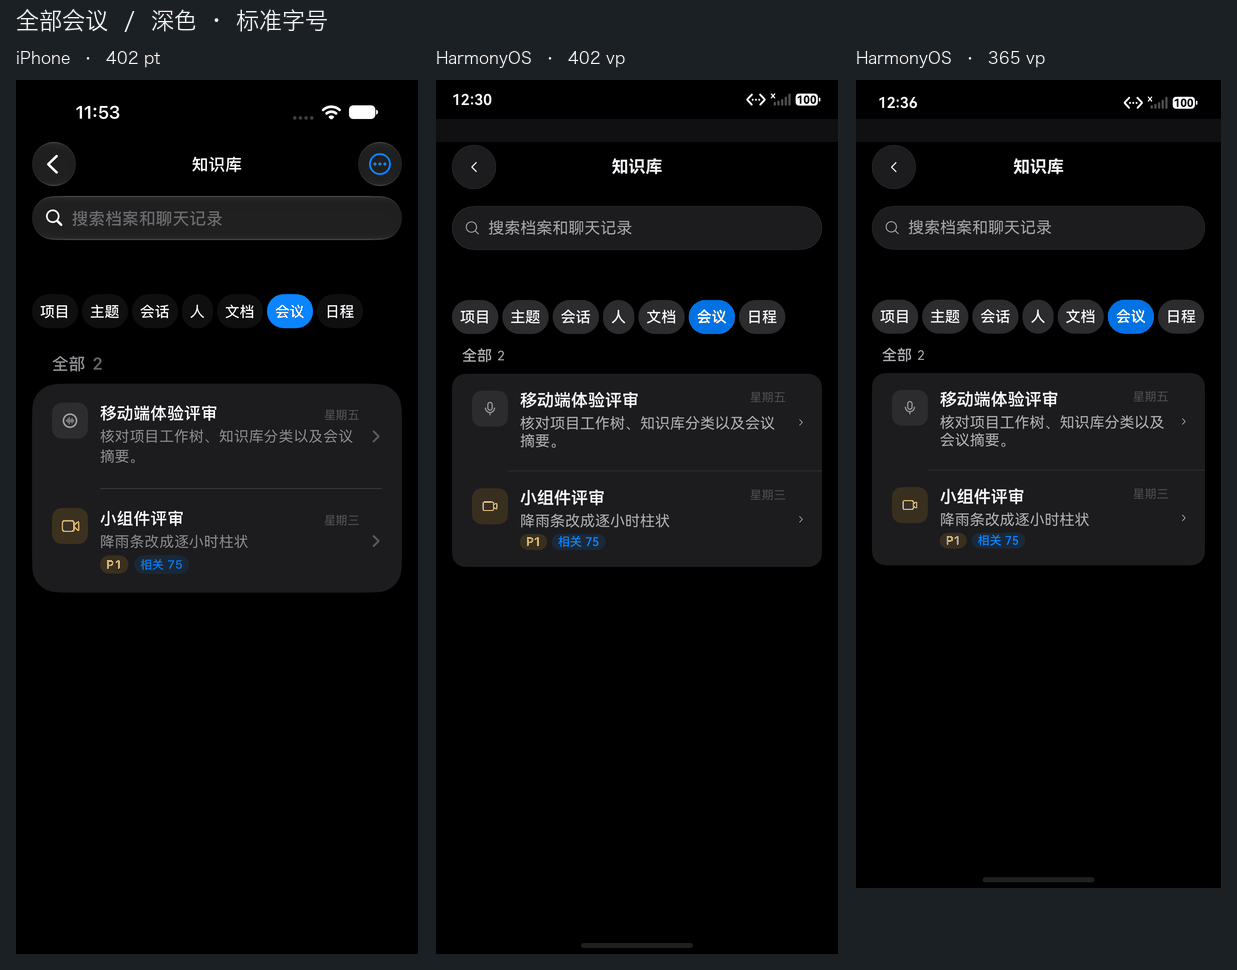 全部会议 / 深色 · 标准字号
iPhone · 402 pt
11:53
知识库
搜索档案和聊天记录
项目 主题 会话 人 文档 会议 日程
全部 2
移动端体验评审 星期五
核对项目工作树、知识库分类以及会议
摘要。
小组件评审 星期三
降雨条改成逐小时柱状
P1 相关 75
HarmonyOS · 402 vp
12:30 100
知识库
搜索档案和聊天记录
项目 主题 会话 人 文档 会议 日程
全部 2
移动端体验评审 星期五
核对项目工作树、知识库分类以及会议
摘要。
小组件评审 星期三
降雨条改成逐小时柱状
P1 相关 75
HarmonyOS · 365 vp
12:36 100
知识库
搜索档案和聊天记录
项目 主题 会话 人 文档 会议 日程
全部 2
移动端体验评审 星期五
核对项目工作树、知识库分类以及
会议摘要。
小组件评审 星期三
降雨条改成逐小时柱状
P1 相关 75